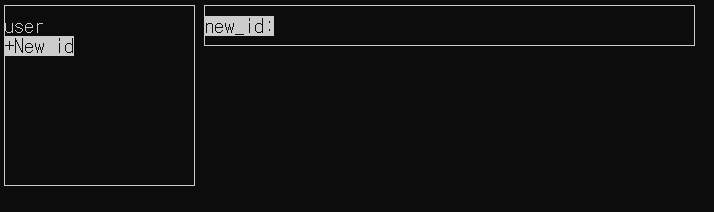 user
+New id
new_id: